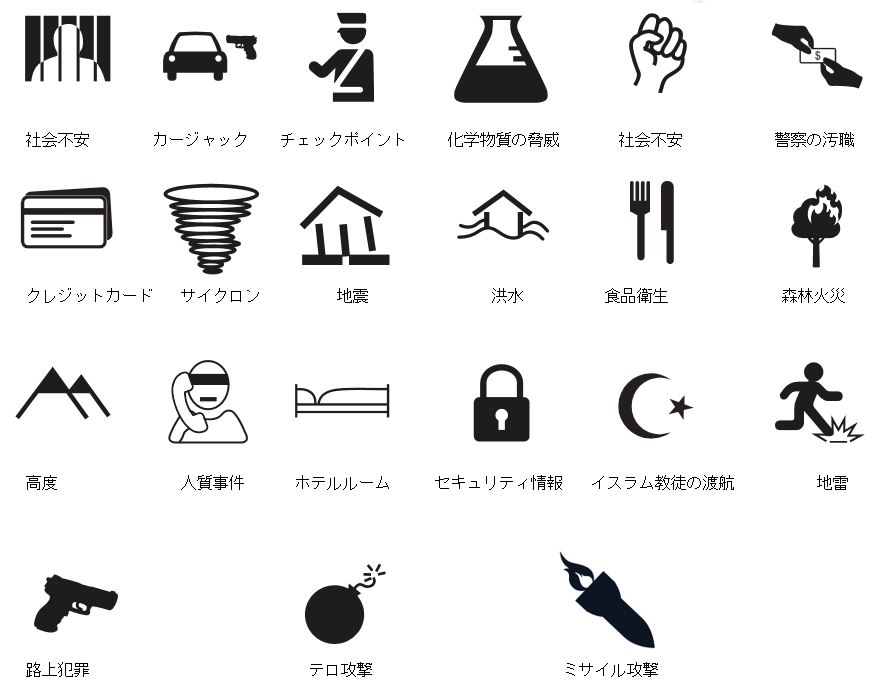 社会不安
カージャック
チェックポイント
化学物質の脅威
社会不安
警察の汚職
$
クレジットカード
サイクロン
地震
洪水
食品衛生
森林火災
高度
人質事件
ホテルルーム
セキュリティ情報
イスラム教徒の渡航
地雷
路上犯罪
テロ攻撃
ミサイル攻撃